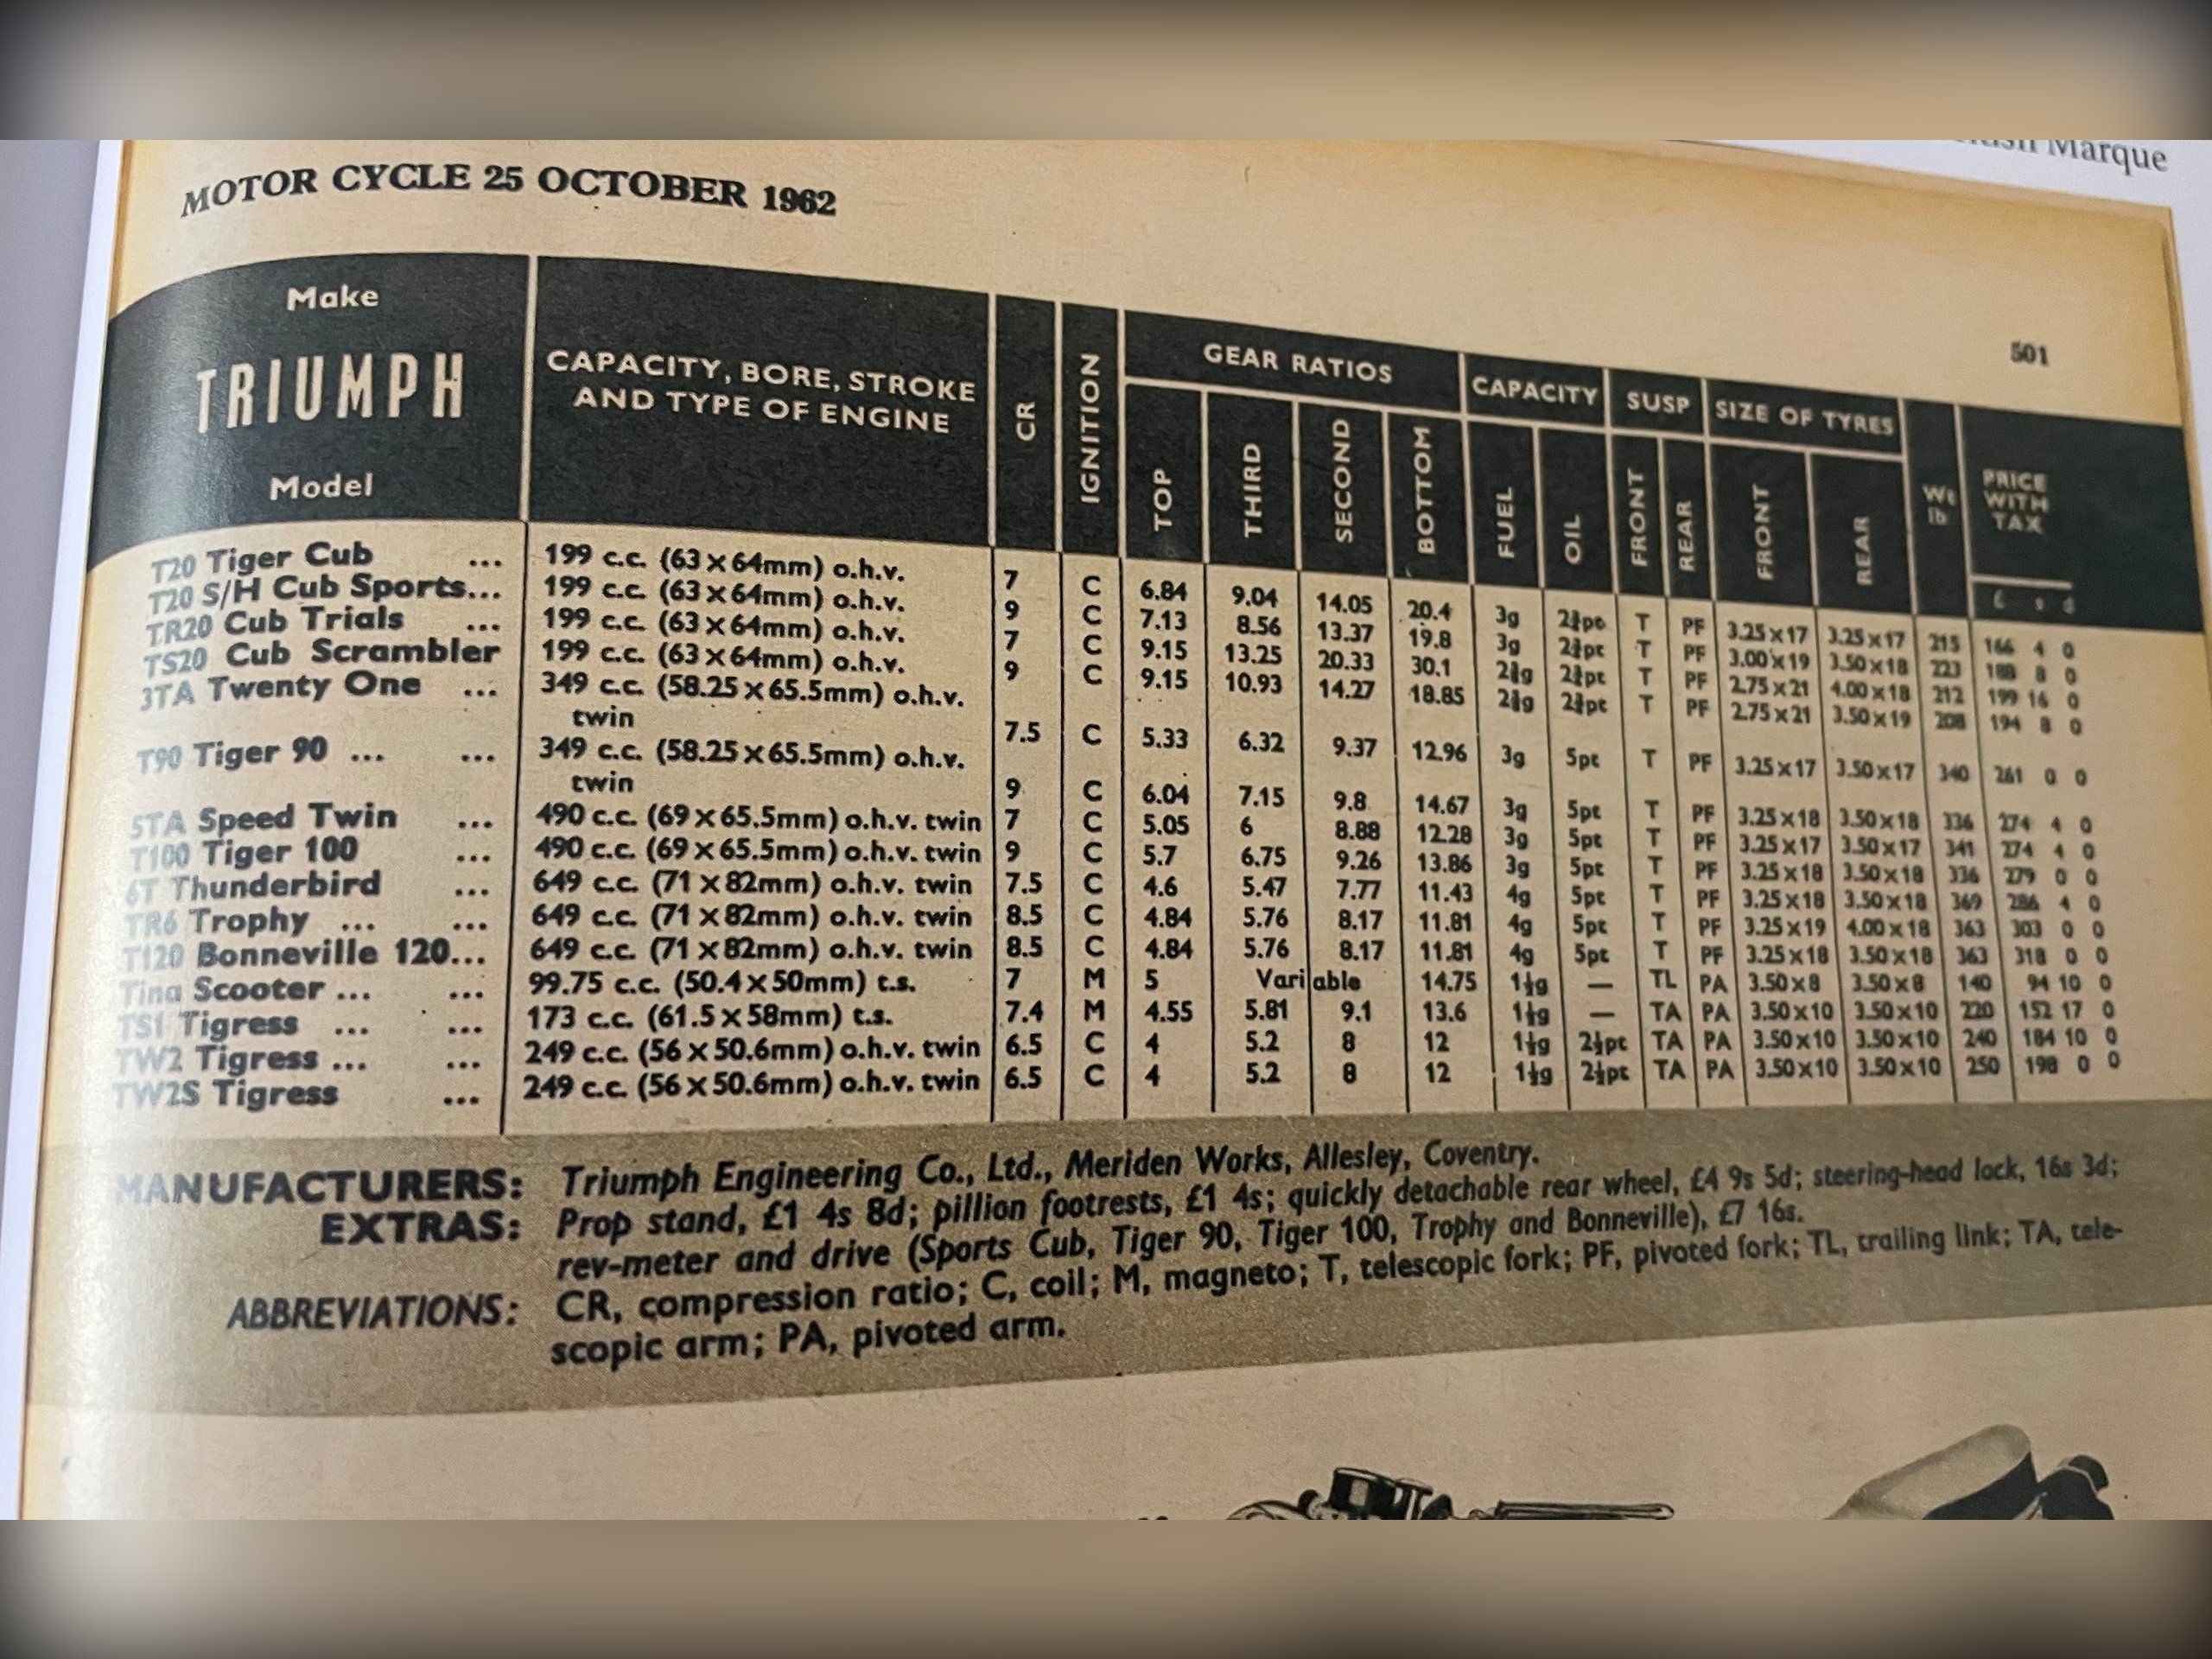 British Marque
MOTOR CYCLE 25 OCTOBER 1962
501
Make
TRIUMPH
Model
CAPACITY, BORE, STROKE
AND TYPE OF ENGINE
CR
IGNITION
GEAR RATIOS
TOP
THIRD
SECOND
BOTTOM
CAPACITY
FUEL
OIL
SUSP
FRONT
REAR
SIZE OF TYRES
FRONT
REAR
Wt
lb
PRICE
WITH
TAX
£ s d
T20 Tiger Cub ... 199 c.c. (63 x 64mm) o.h.v. 7 C 6.84 9.04 14.05 20.4 3g 2¾pt T PF 3.25 x 17 3.25 x 17 215 166 4 0
T20 S/H Cub Sports... 199 c.c. (63 x 64mm) o.h.v. 9 C 7.13 8.56 13.37 19.8 3g 2¾pt T PF 3.00 x 19 3.50 x 18 223 188 8 0
TR20 Cub Trials ... 199 c.c. (63 x 64mm) o.h.v. 7 C 9.15 13.25 20.33 30.1 2¾pt T PF 2.75 x 21 4.00 x 18 212 199 16 0
TS20 Cub Scrambler 199 c.c. (63 x 64mm) o.h.v. 9 C 9.15 10.93 14.27 18.85 2¾pt T PF 2.75 x 21 3.50 x 19 208 194 8 0
3TA Twenty One ... 349 c.c. (58.25 x 65.5mm) o.h.v.
twin 7.5 C 5.33 6.32 9.37 12.96 3g 5pt T PF 3.25 x 17 3.50 x 17 340 261 0 0
T90 Tiger 90 ... ... 349 c.c. (58.25 x 65.5mm) o.h.v.
twin 9 C 6.04 7.15 9.8 14.67 3g 5pt T PF 3.25 x 18 3.50 x 18 336 274 4 0
5TA Speed Twin ... 490 c.c. (69 x 65.5mm) o.h.v. twin 7 C 5.05 6 8.88 12.28 3g 5pt T PF 3.25 x 17 3.50 x 17 341 274 4 0
T100 Tiger 100 ... 490 c.c. (69 x 65.5mm) o.h.v. twin 9 C 5.7 6.75 9.26 13.86 3g 5pt T PF 3.25 x 18 3.50 x 18 336 279 0 0
6T Thunderbird ... 649 c.c. (71 x 82mm) o.h.v. twin 7.5 C 4.6 5.47 7.77 11.43 4g 5pt T PF 3.25 x 18 3.50 x 18 369 286 4 0
TR6 Trophy ... ... 649 c.c. (71 x 82mm) o.h.v. twin 8.5 C 4.84 5.76 8.17 11.81 4g 5pt T PF 3.25 x 19 4.00 x 18 363 303 0 0
T120 Bonneville 120... 649 c.c. (71 x 82mm) o.h.v. twin 8.5 C 4.84 5.76 8.17 11.81 4g 5pt T PF 3.25 x 18 3.50 x 18 363 318 0 0
Tina Scooter ... ... 99.75 c.c. (50.4 x 50mm) t.s. 7 M 5 Variable 14.75 — TL PA 3.50 x 8 3.50 x 8 140 94 10 0
TS1 Tigress ... ... 173 c.c. (61.5 x 58mm) t.s. 7.4 M 4.55 5.81 9.1 13.6 — TA PA 3.50 x 10 3.50 x 10 220 152 17 0
TW2 Tigress ... ... 249 c.c. (56 x 50.6mm) o.h.v. twin 6.5 C 4 5.2 8 12 2½pt TA PA 3.50 x 10 3.50 x 10 240 184 10 0
TW2S Tigress ... 249 c.c. (56 x 50.6mm) o.h.v. twin 6.5 C 4 5.2 8 12 2½pt TA PA 3.50 x 10 3.50 x 10 250 198 0 0
MANUFACTURERS: Triumph Engineering Co., Ltd., Meriden Works, Allesley, Coventry.
EXTRAS: Prop stand, £1 4s 8d; pillion footrests, £1 4s; quickly detachable rear wheel, £4 9s 5d; steering-head lock, 16s 3d;
rev-meter and drive (Sports Cub, Tiger 90, Tiger 100, Trophy and Bonneville), £7 16s.
ABBREVIATIONS: CR, compression ratio; C, coil; M, magneto; T, telescopic fork; PF, pivoted fork; TL, trailing link; TA, tele-
scopic arm; PA, pivoted arm.